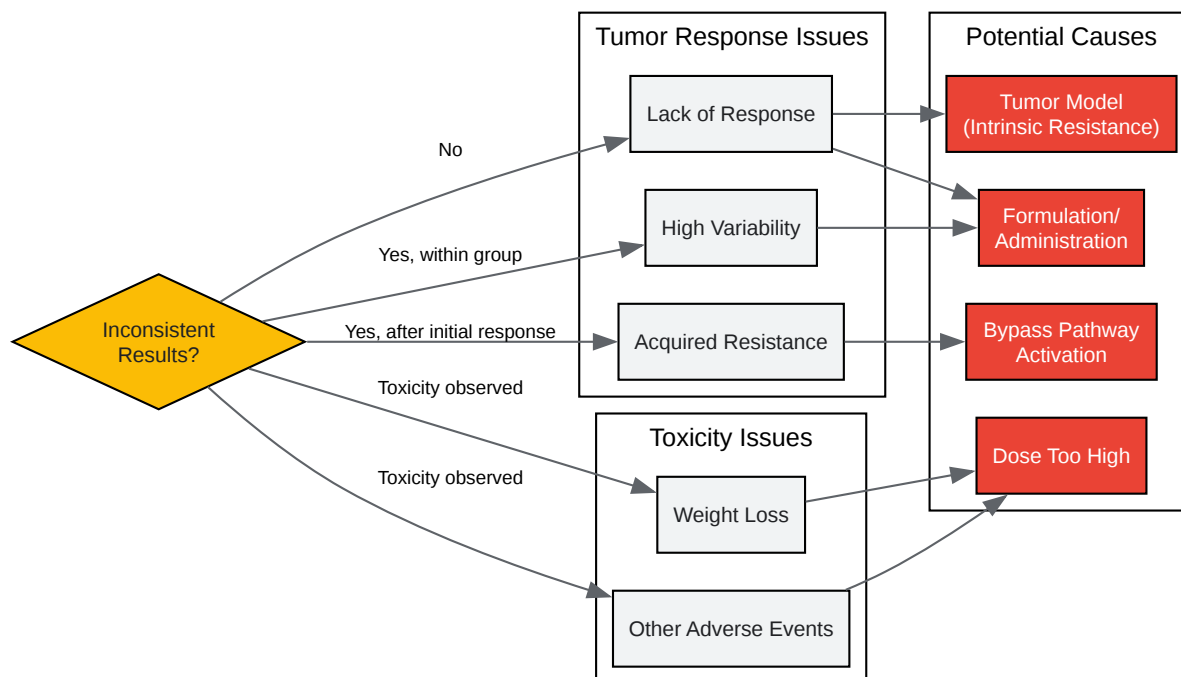 Tumor Response Issues
Potential Causes
Lack of Response
Tumor Model
(Intrinsic Resistance)
No
High Variability
Formulation/
Administration
Yes, within group
Inconsistent
Results?
Yes, after initial response
Acquired Resistance
Bypass Pathway
Activation
Toxicity observed
Toxicity Issues
Dose Too High
Toxicity observed
Weight Loss
Other Adverse Events